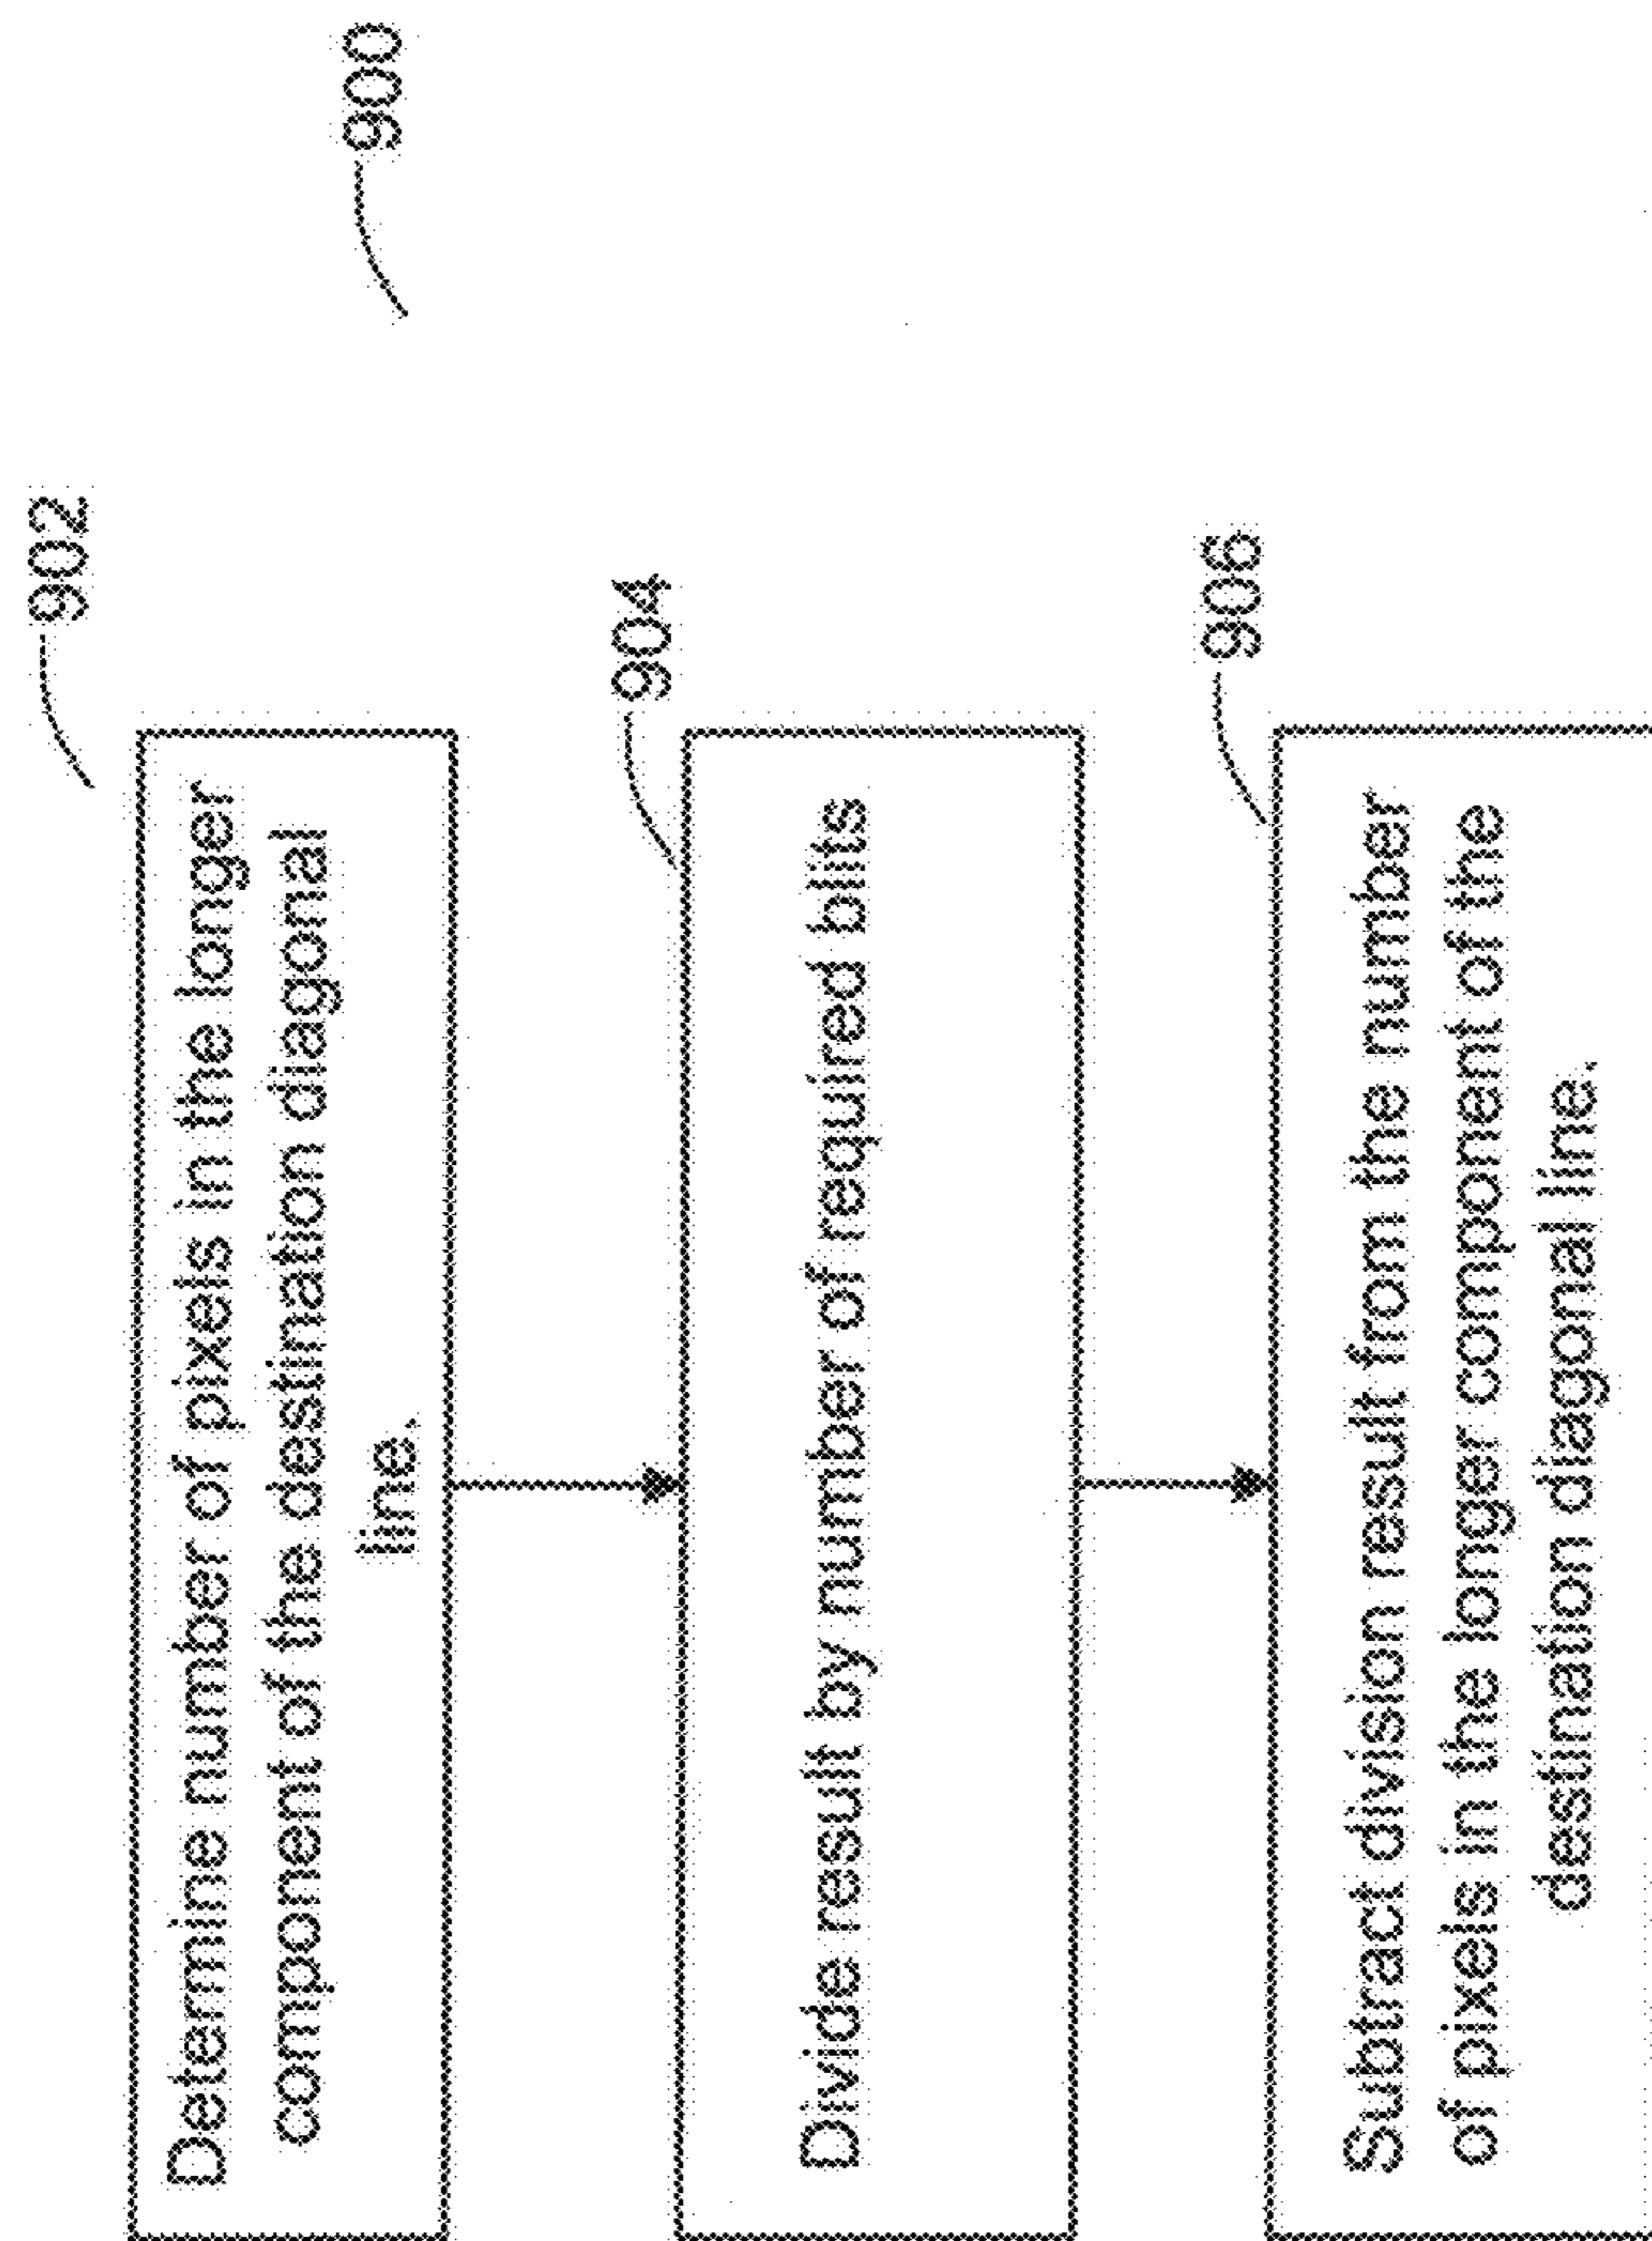 900
902
Determine number of pixels in the longer
component of the destination diagonal
line.
904
Divide result by number of required blits
906
Subtract division result from the number
of pixels in the longer component of the
destination diagonal line.